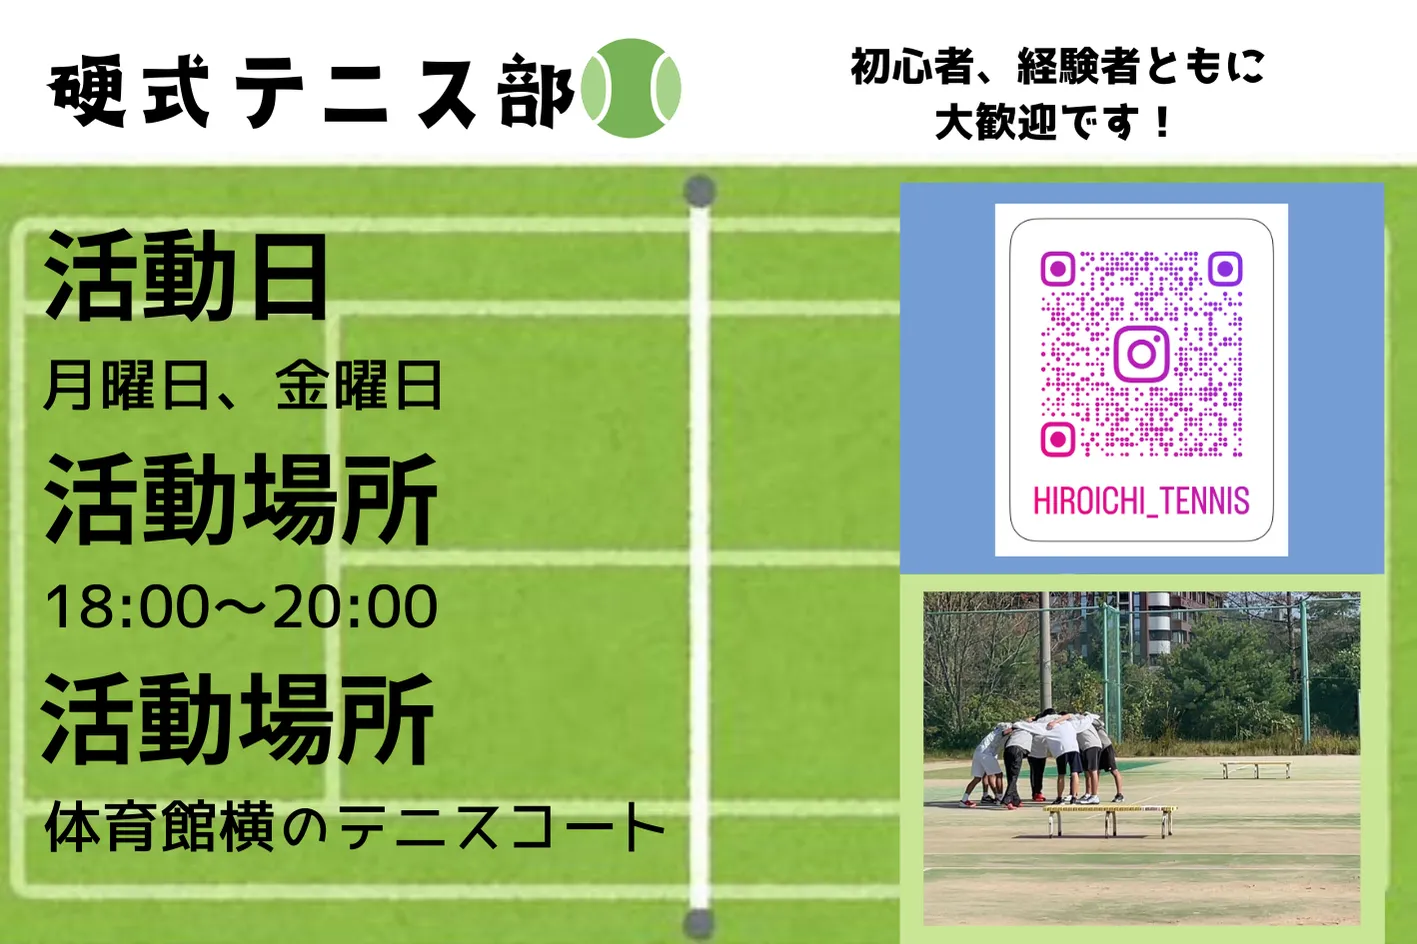 硬式テニス部
初心者、経験者ともに
大歓迎です！
活動日
月曜日、金曜日
活動場所
18:00〜20:00
活動場所
体育館横のテニスコート
HIROICHI_TENNIS